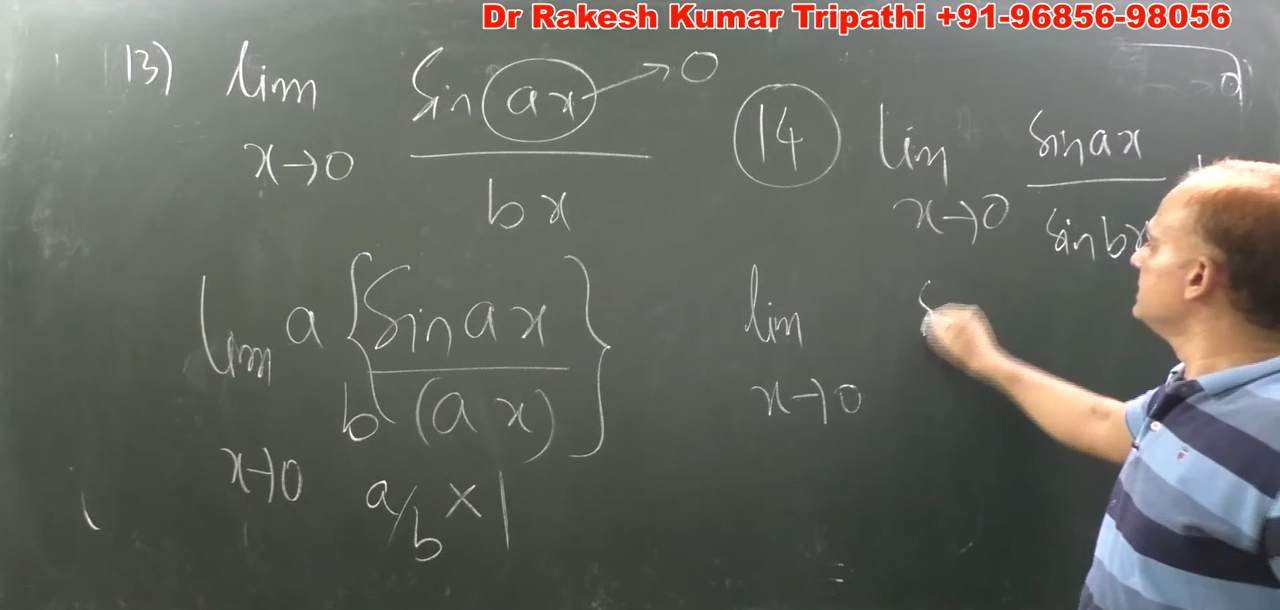 Dr Rakesh Kumar Tripathi +91-96856-98056
13) lim x→0 sin(ax) → 0
bx
lim x→0 a { sin ax
b (ax) }
a/b × 1
14 lim x→0 sin ax
sin bx
lim
x→0